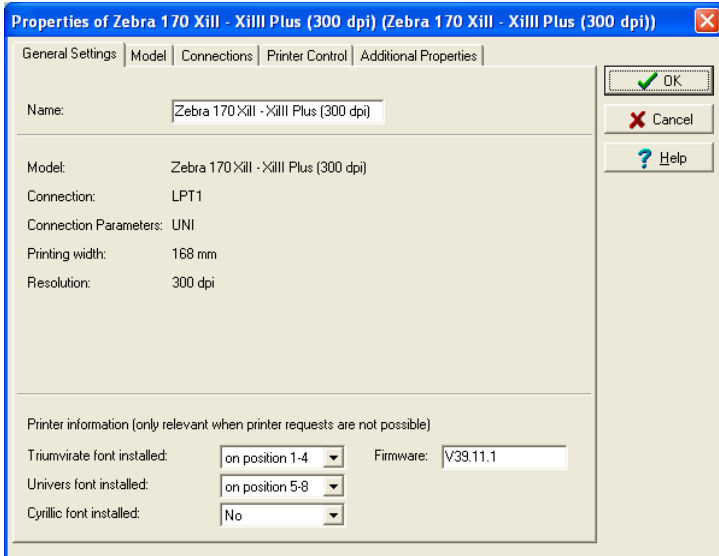 Properties of Zebra 170 Xill - XiIII Plus (300 dpi) (Zebra 170 Xill - XiIII Plus (300 dpi))
General Settings Model Connections Printer Control Additional Properties
OK
Name: Zebra 170 Xill - XiIII Plus (300 dpi)
Cancel
Help
Model: Zebra 170 Xill - XiIII Plus (300 dpi)
Connection: LPT1
Connection Parameters: UNI
Printing width: 168 mm
Resolution: 300 dpi
Printer information (only relevant when printer requests are not possible)
Triumvirate font installed: on position 1-4 Firmware: V39.11.1
Univers font installed: on position 5-8
Cyrillic font installed: No